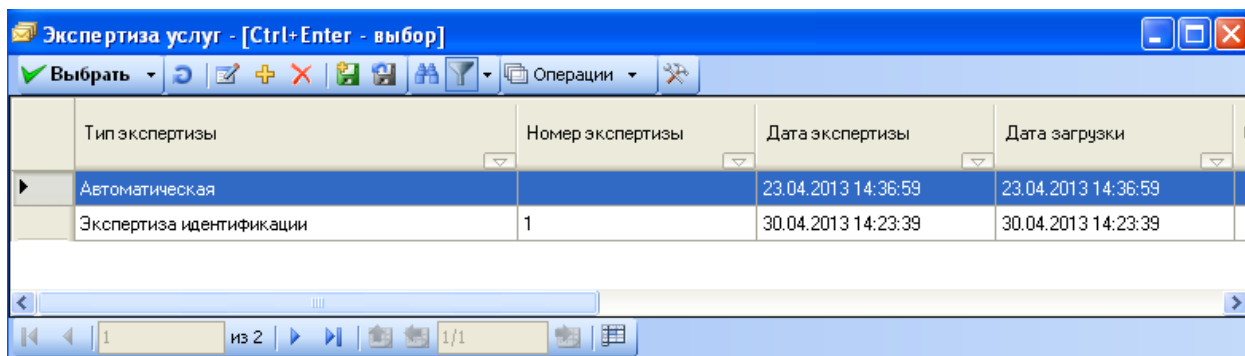 Экспертиза услуг - [Ctrl+Enter - выбор]
Выбрать Операции
Тип экспертизы Номер экспертизы Дата экспертизы Дата загрузки
Автоматическая 23.04.2013 14:36:59 23.04.2013 14:36:59
Экспертиза идентификации 1 30.04.2013 14:23:39 30.04.2013 14:23:39
1 из 2 1/1